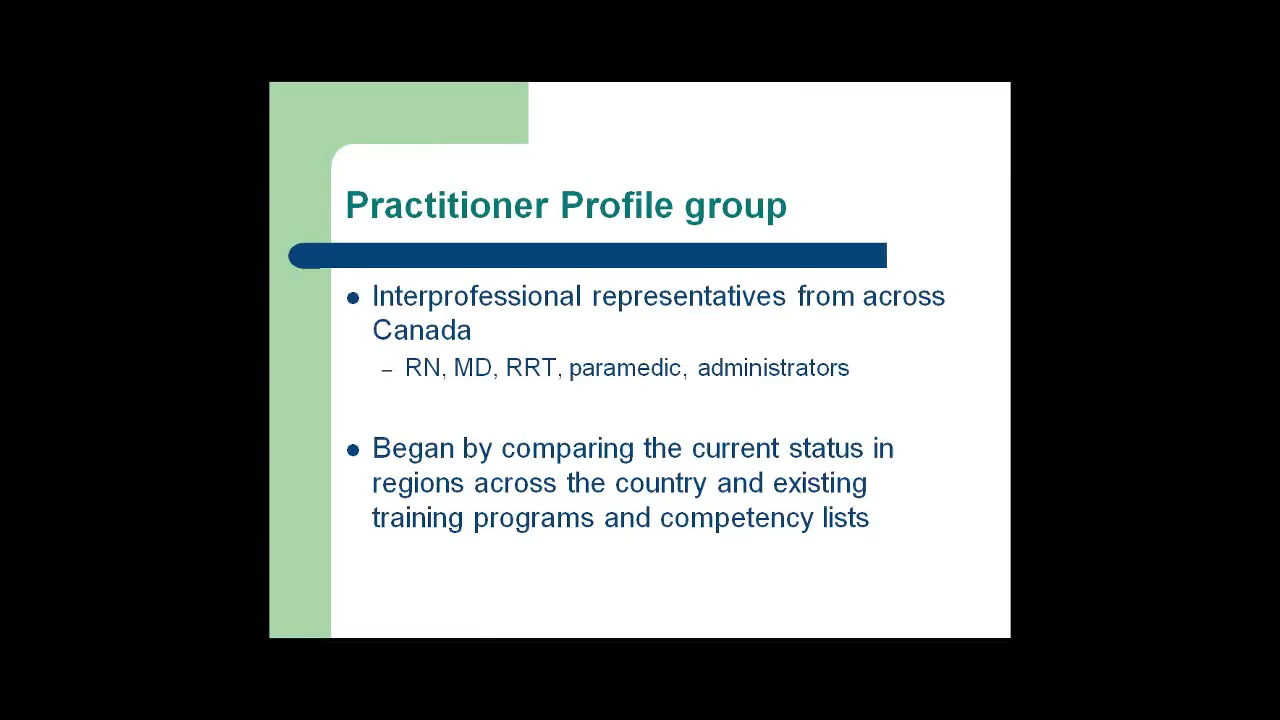 Practitioner Profile group
● Interprofessional representatives from across
Canada
– RN, MD, RRT, paramedic, administrators
● Began by comparing the current status in
regions across the country and existing
training programs and competency lists